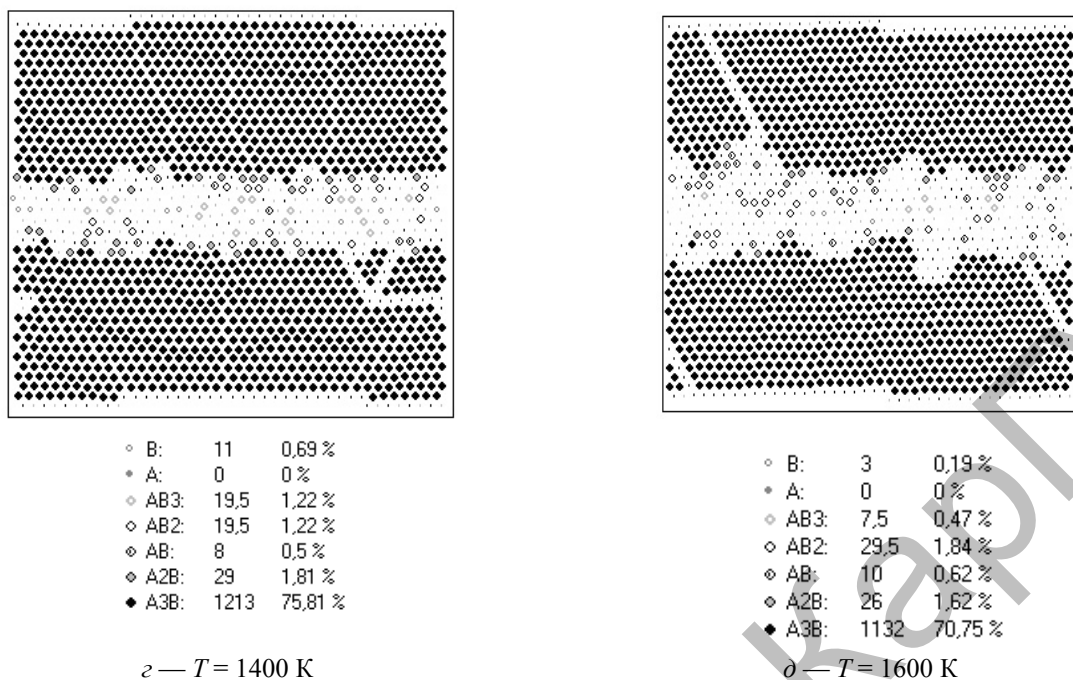 B: 11 0,69 %
A: 0 0 %
AB3: 19,5 1,22 %
AB2: 19,5 1,22 %
AB: 8 0,5 %
A2B: 29 1,81 %
A3B: 1213 75,81 %
г — T = 1400 К
B: 3 0,19 %
A: 0 0 %
AB3: 7,5 0,47 %
AB2: 29,5 1,84 %
AB: 10 0,62 %
A2B: 26 1,62 %
A3B: 1132 70,75 %
д — T = 1600 К